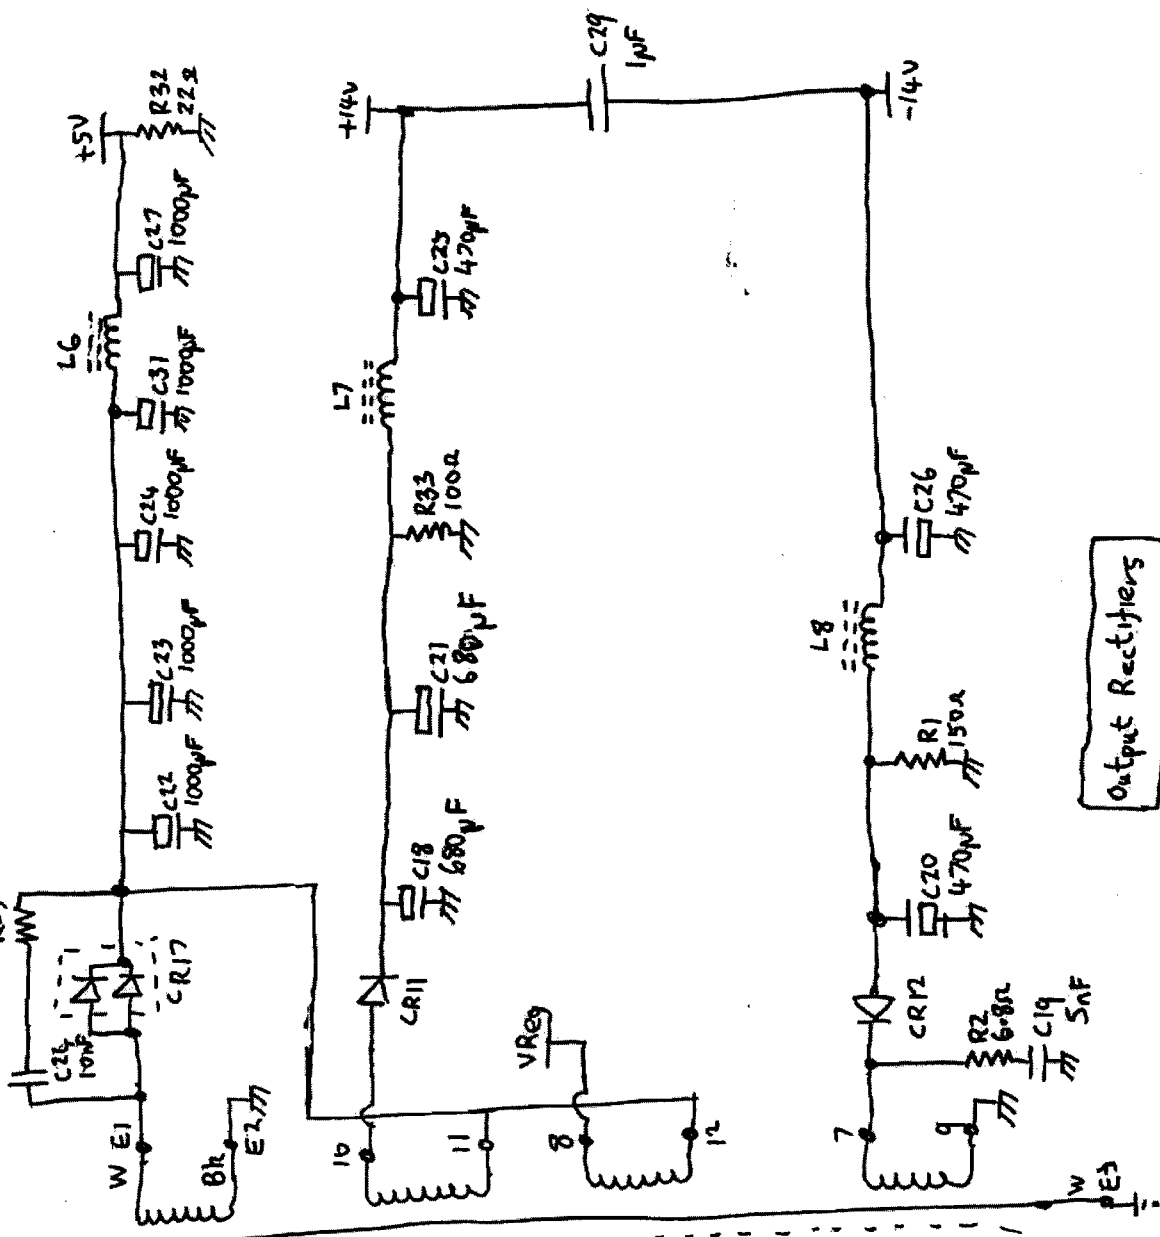 W E1
Bk
E2
10nF
CR17
C22
1000µF
C23
1000µF
C24
1000µF
C31
1000µF
L6
C27
1000µF
+5V
R32
22Ω
10
11
CR11
C18
680µF
C21
680µF
R33
100Ω
L7
C25
470µF
+14V
C29
1µF
8
12
VReg
7
9
R2
6.8Ω
C19
5nF
CR12
C20
470µF
R1
150Ω
L8
C26
470µF
-14V
W
E3
Output Rectifiers